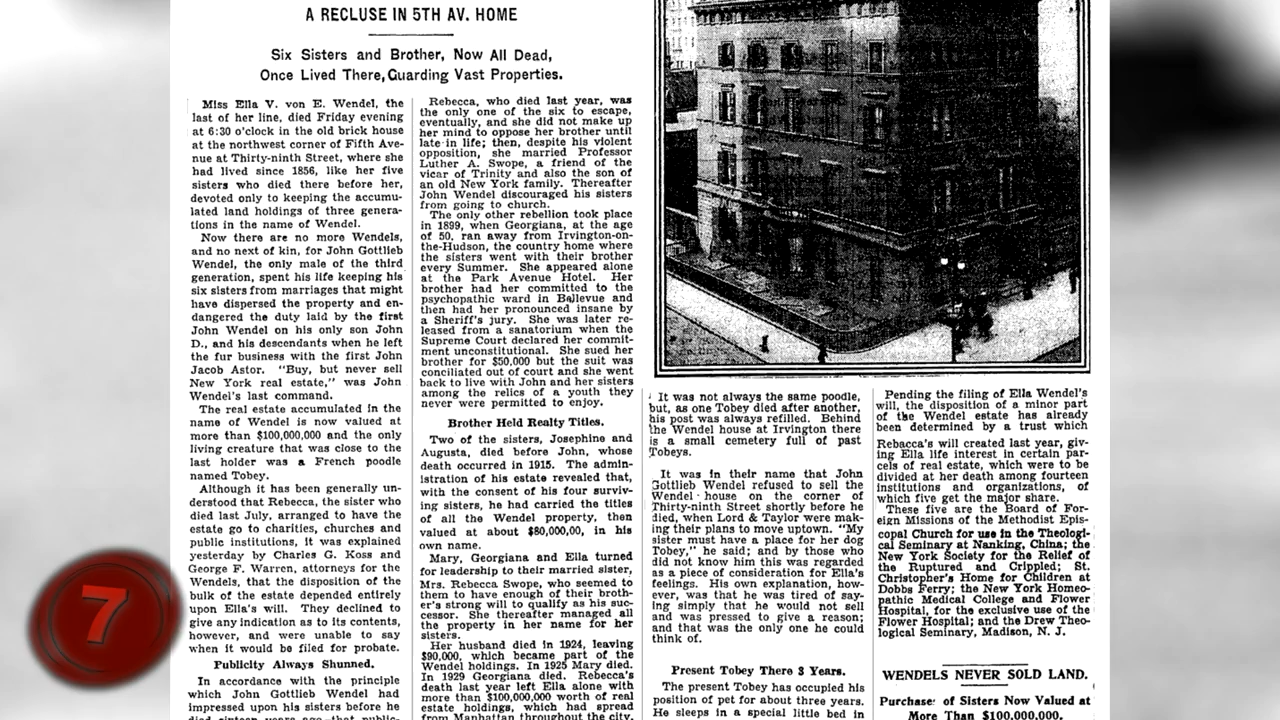 A RECLUSE IN 5TH AV. HOME
Six Sisters and Brother, Now All Dead,
Once Lived There, Guarding Vast Properties.
Miss Ella V. von E. Wendel, the
last of her line, died Friday evening
at 6:30 o'clock in the old brick house
at the northwest corner of Fifth Ave-
nue at Thirty-ninth Street, where she
had lived since 1856, like her five
sisters who died there before her,
devoted only to keeping the accumu-
lated land holdings of three genera-
tions in the name of Wendel.
Now there are no more Wendels,
and no next of kin, for John Gottlieb
Wendel, the only male of the third
generation, spent his life keeping his
six sisters from marriages that might
have dispersed the property and en-
dangered the duty laid by the first
John Wendel on his only son John
D., and his descendants when he left
the fur business with the first John
Jacob Astor. "Buy, but never sell
New York real estate," was John
Wendel's last command.
The real estate accumulated in the
name of Wendel is now valued at
more than $100,000,000 and the only
living creature that was close to the
last holder was a French poodle
named Tobey.
Although it has been generally un-
derstood that Rebecca, the sister who
died last July, arranged to have the
estate go to charities, churches and
public institutions, it was explained
yesterday by Charles G. Koss and
George F. Warren, attorneys for the
Wendels, that the disposition of the
bulk of the estate depended entirely
upon Ella's will. They declined to
give any indication as to its contents,
however, and were unable to say
when it would be filed for probate.
Publicity Always Shunned.
In accordance with the principle
which John Gottlieb Wendel had
impressed upon his sisters before he
died sixteen years ago—that public-
Rebecca, who died last year, was
the only one of the six to escape,
eventually, and she did not make up
her mind to oppose her brother until
late in life; then, despite his violent
opposition, she married Professor
Luther A. Swope, a friend of the
vicar of Trinity and also the son of
an old New York family. Thereafter
John Wendel discouraged his sisters
from going to church.
The only other rebellion took place
in 1899, when Georgiana, at the age
of 50, ran away from Irvington-on-
the-Hudson, the country home where
the sisters went with their brother
every Summer. She appeared alone
at the Park Avenue Hotel. Her
brother had her committed to the
psychopathic ward in Bellevue and
then had her pronounced insane by
a Sheriff's jury. She was later re-
leased from a sanatorium when the
Supreme Court declared her commit-
ment unconstitutional. She sued her
brother for $50,000 but the suit was
conciliated out of court and she went
back to live with John and her sisters
among the relics of a youth they
never were permitted to enjoy.
Brother Held Realty Titles.
Two of the sisters, Josephine and
Augusta, died before John, whose
death occurred in 1915. The admin-
istration of his estate revealed that,
with the consent of his four surviv-
ing sisters, he had carried the titles
of all the Wendel property, then
valued at about $80,000,00, in his
own name.
Mary, Georgiana and Ella turned
for leadership to their married sister,
Mrs. Rebecca Swope, who seemed to
them to have enough of their broth-
er's strong will to qualify as his suc-
cessor. She thereafter managed all
the property in her name for her
sisters.
Her husband died in 1924, leaving
$90,000, which became part of the
Wendel holdings. In 1925 Mary died.
In 1929 Georgiana died. Rebecca's
death last year left Ella alone with
more than $100,000,000 worth of real
estate holdings, which had spread
from Manhattan throughout the city,
It was not always the same poodle,
but, as one Tobey died after another,
his post was always refilled. Behind
the Wendel house at Irvington there
is a small cemetery full of past
Tobeys.
It was in their name that John
Gottlieb Wendel refused to sell the
Wendel house on the corner of
Thirty-ninth Street shortly before he
died, when Lord & Taylor were mak-
ing their plans to move uptown. "My
sister must have a place for her dog
Tobey," he said; and by those who
did not know him this was regarded
as a piece of consideration for Ella's
feelings. His own explanation, how-
ever, was that he was tired of say-
ing simply that he would not sell
and was pressed to give a reason;
and that was the only one he could
think of.
Present Tobey There 3 Years.
The present Tobey has occupied his
position of pet for about three years.
He sleeps in a special little bed in
Pending the filing of Ella Wendel's
will, the disposition of a minor part
of the Wendel estate has already
been determined by a trust which
Rebacca's will created last year, giv-
ing Ella life interest in certain par-
cels of real estate, which were to be
divided at her death among fourteen
institutions and organizations, of
which five get the major share.
These five are the Board of For-
eign Missions of the Methodist Epis-
copal Church for use in the Theologi-
cal Seminary at Nanking, China; the
New York Society for the Relief of
the Ruptured and Crippled; St.
Christopher's Home for Children at
Dobbs Ferry; the New York Homeo-
pathic Medical College and Flower
Hospital, for the exclusive use of the
Flower Hospital; and the Drew Theo-
logical Seminary, Madison, N. J.
WENDELS NEVER SOLD LAND.
Purchase of Sisters Now Valued at
More Than $100,000,000.
7